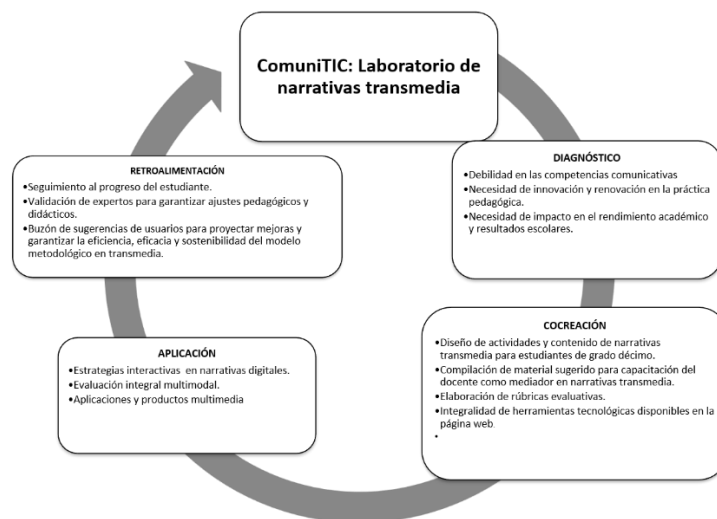 ComuniTIC: Laboratorio de
narrativas transmedia
DIAGNÓSTICO
•Debilidad en las competencias comunicativas
•Necesidad de innovación y renovación en la práctica
pedagógica.
•Necesidad de impacto en el rendimiento académico
y resultados escolares.
COCREACIÓN
•Diseño de actividades y contenido de narrativas
transmedia para estudiantes de grado décimo.
•Compilación de material sugerido para capacitación del
docente como mediador en narrativas transmedia.
•Elaboración de rúbricas evaluativas.
•Integralidad de herramientas tecnológicas disponibles en la
página web.
•
APLICACIÓN
•Estrategias interactivas en narrativas digitales.
•Evaluación integral multimodal.
•Aplicaciones y productos multimedia
RETROALIMENTACIÓN
•Seguimiento al progreso del estudiante.
•Validación de expertos para garantizar ajustes pedagógicos y
didácticos.
•Buzón de sugerencias de usuarios para proyectar mejoras y
garantizar la eficiencia, eficacia y sostenibilidad del modelo
metodológico en transmedia.